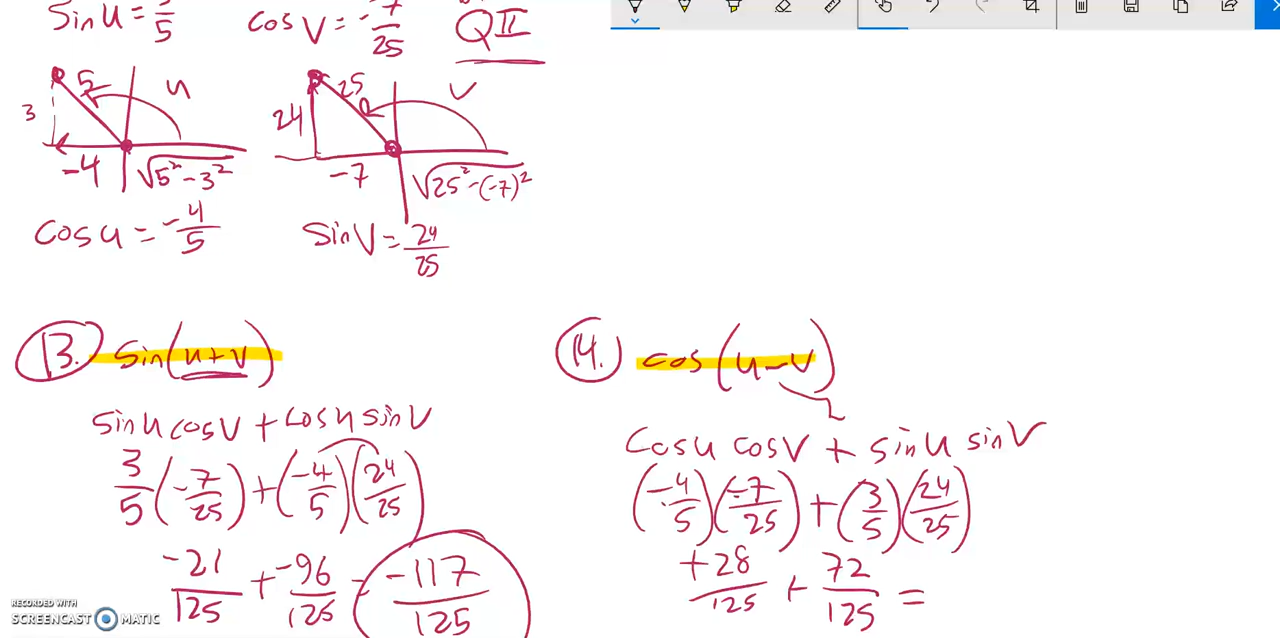 sin u = 3/5 cos v = -7/25 QII
5 u 25 v
3 24
-4 √5² - 3² -7 √25² - (-7)²
cos u = -4/5 sin v = 24/25
13. sin(u+v) 14. cos(u-v)
sin u cos v + cos u sin v
cos u cos v + sin u sin v
3/5 (-7/25) + (-4/5)(24/25)
(-4/5)(-7/25) + (3/5)(24/25)
-21/125 + -96/125 = -117/125
+28/125 + 72/125 =
RECORDED WITH
SCREENCAST MATIC